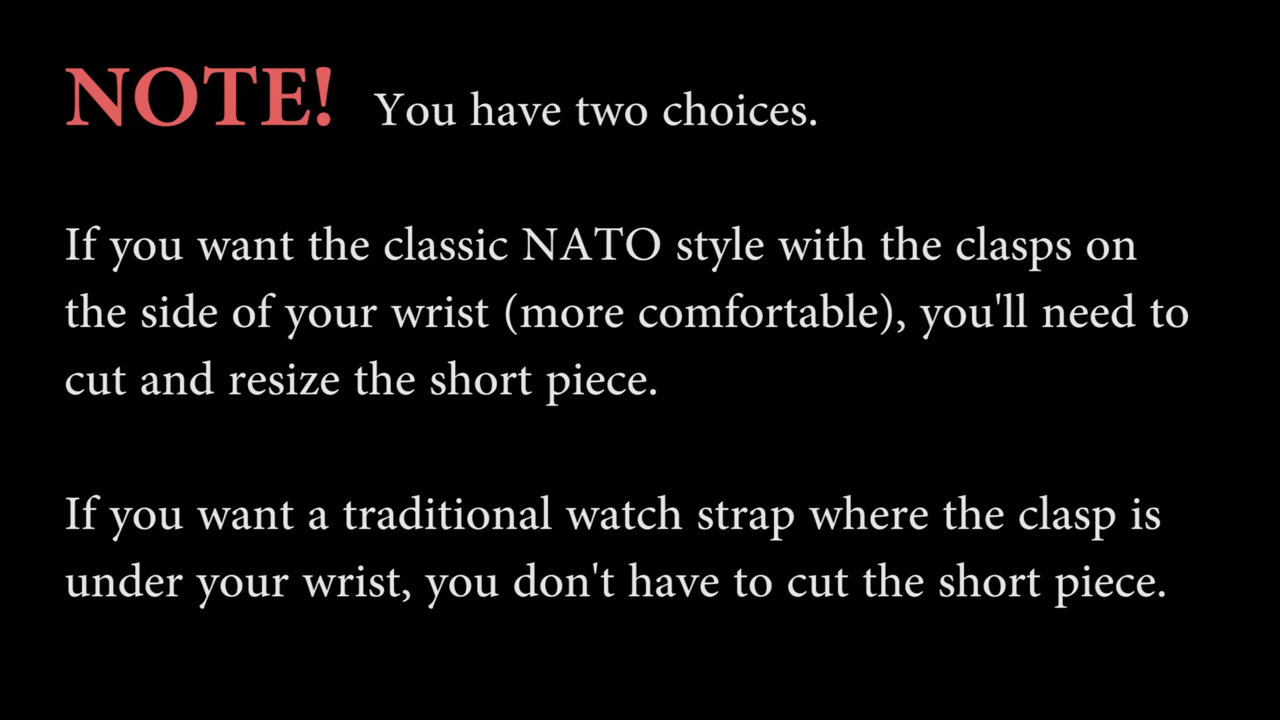 NOTE! You have two choices.
If you want the classic NATO style with the clasps on
the side of your wrist (more comfortable), you'll need to
cut and resize the short piece.
If you want a traditional watch strap where the clasp is
under your wrist, you don't have to cut the short piece.